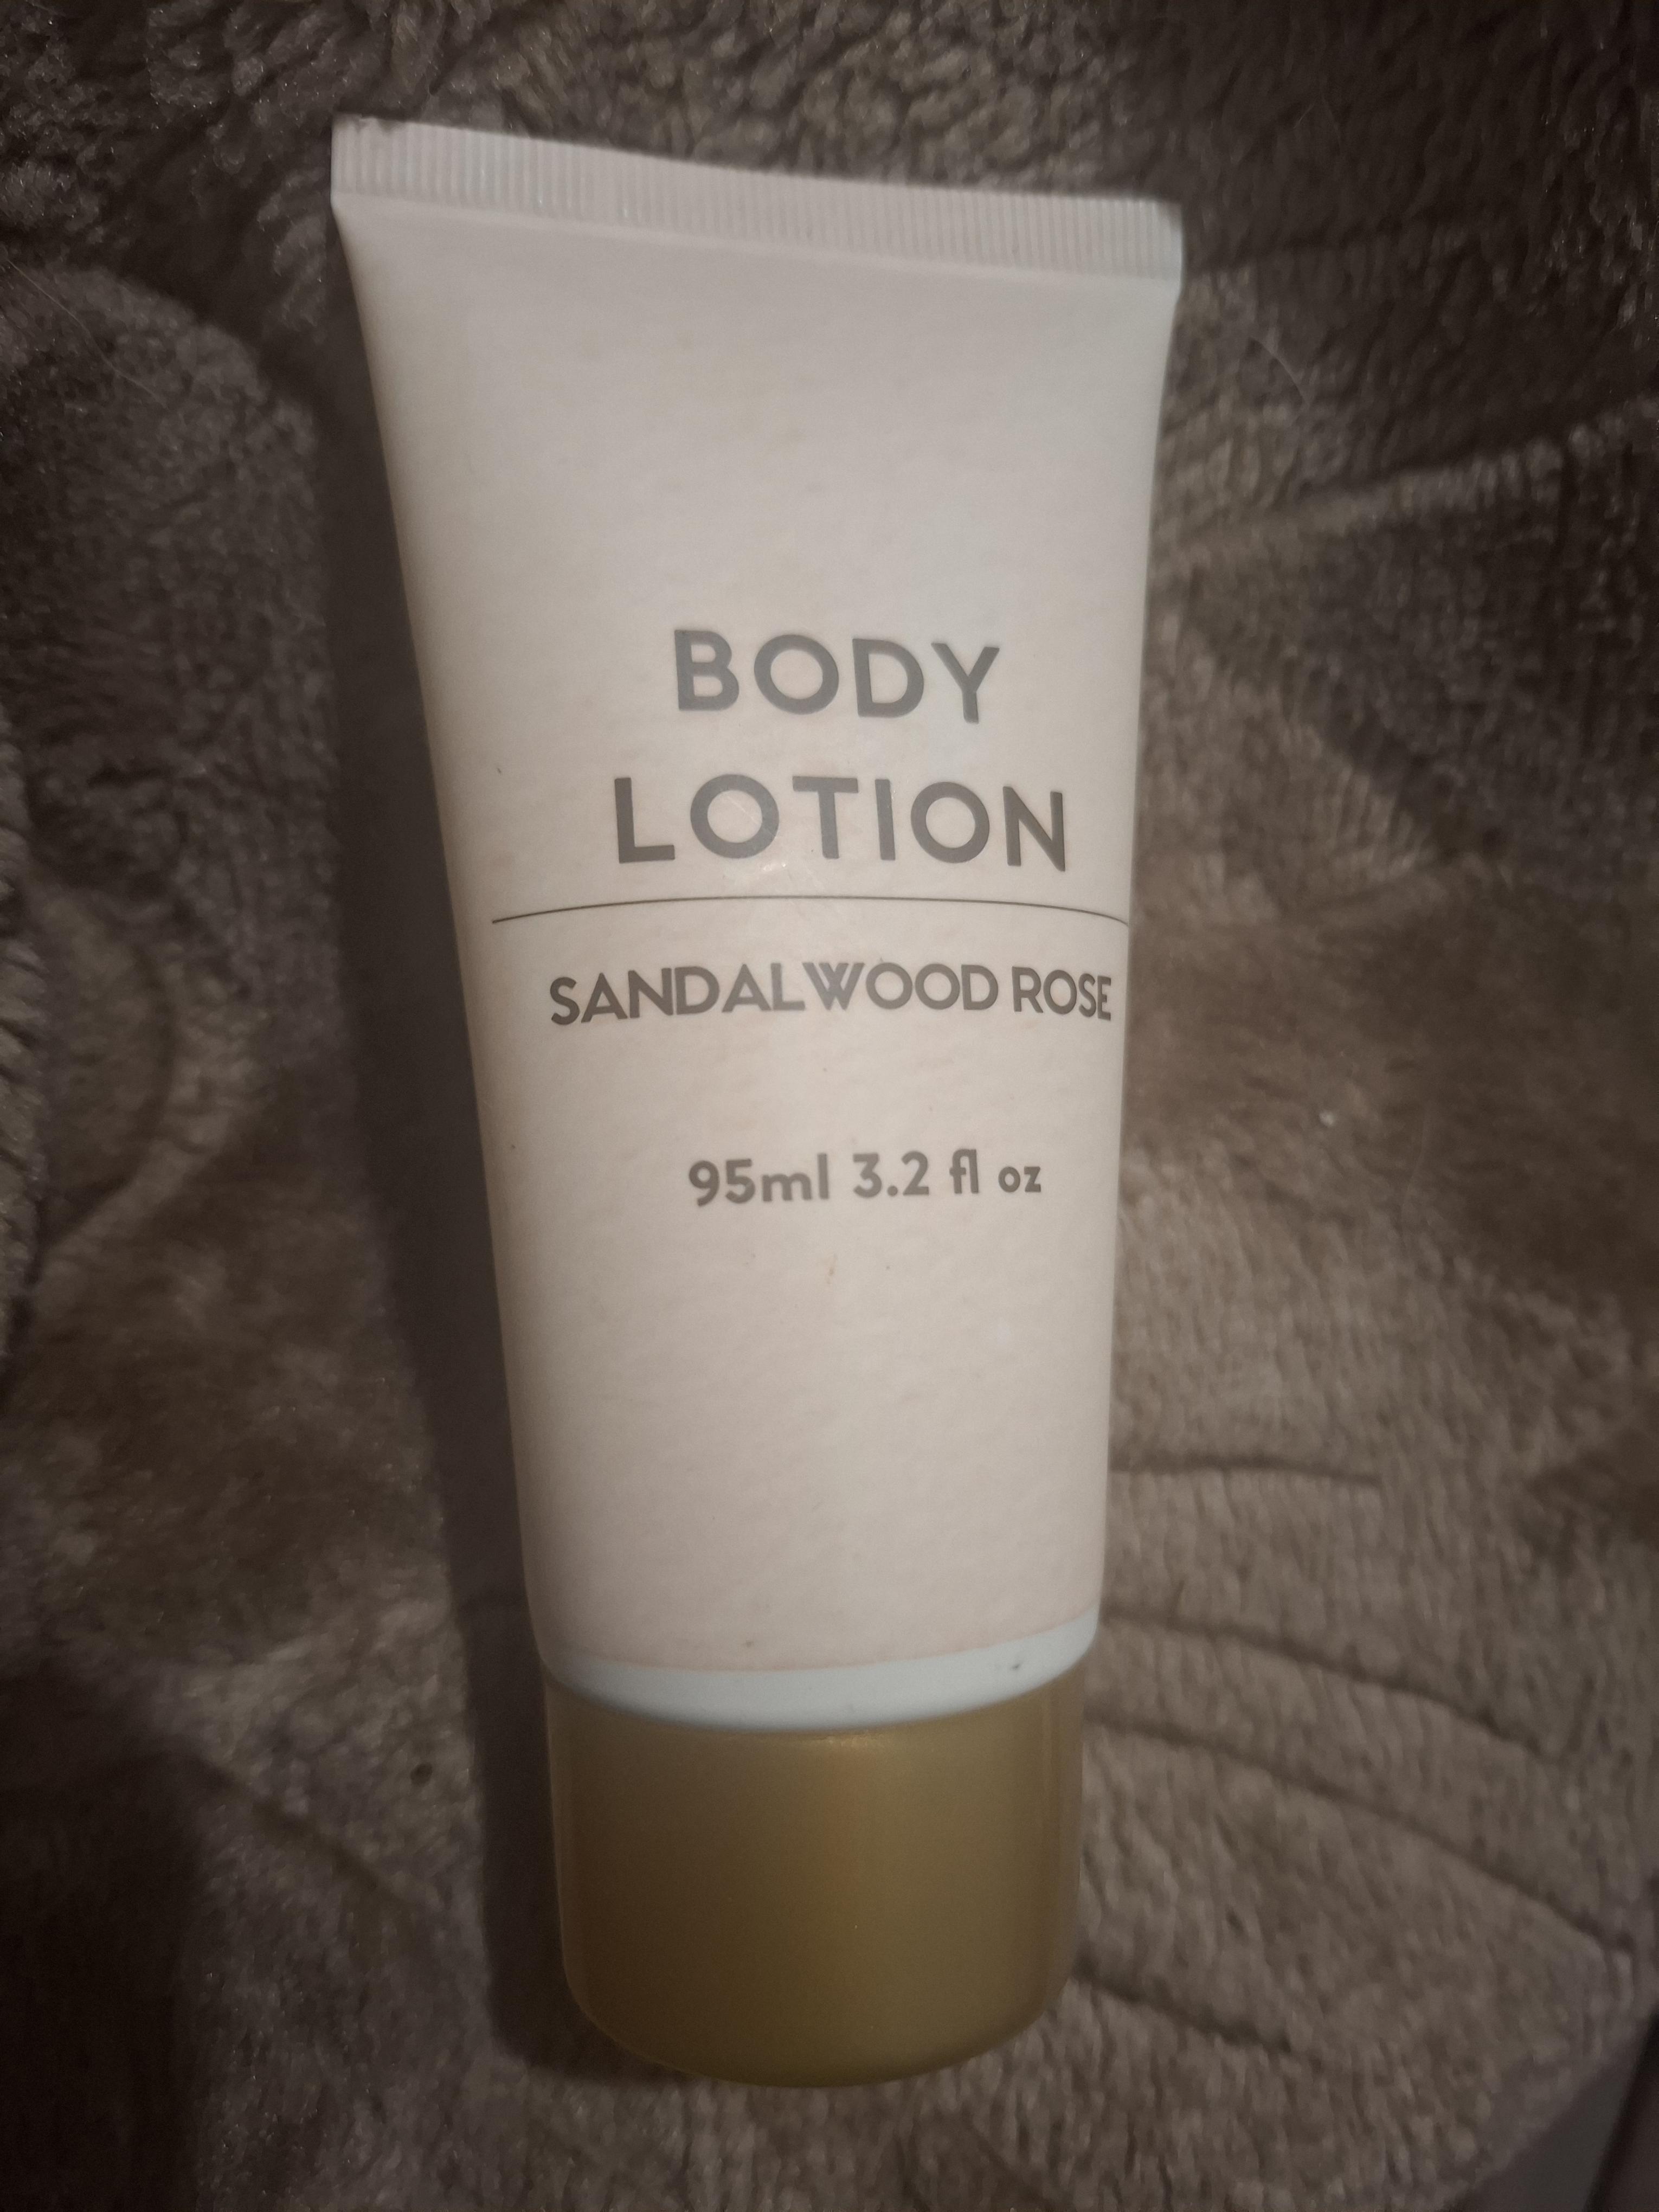 BODY
LOTION
SANDALWOOD ROSE
95ml 3.2 fl oz